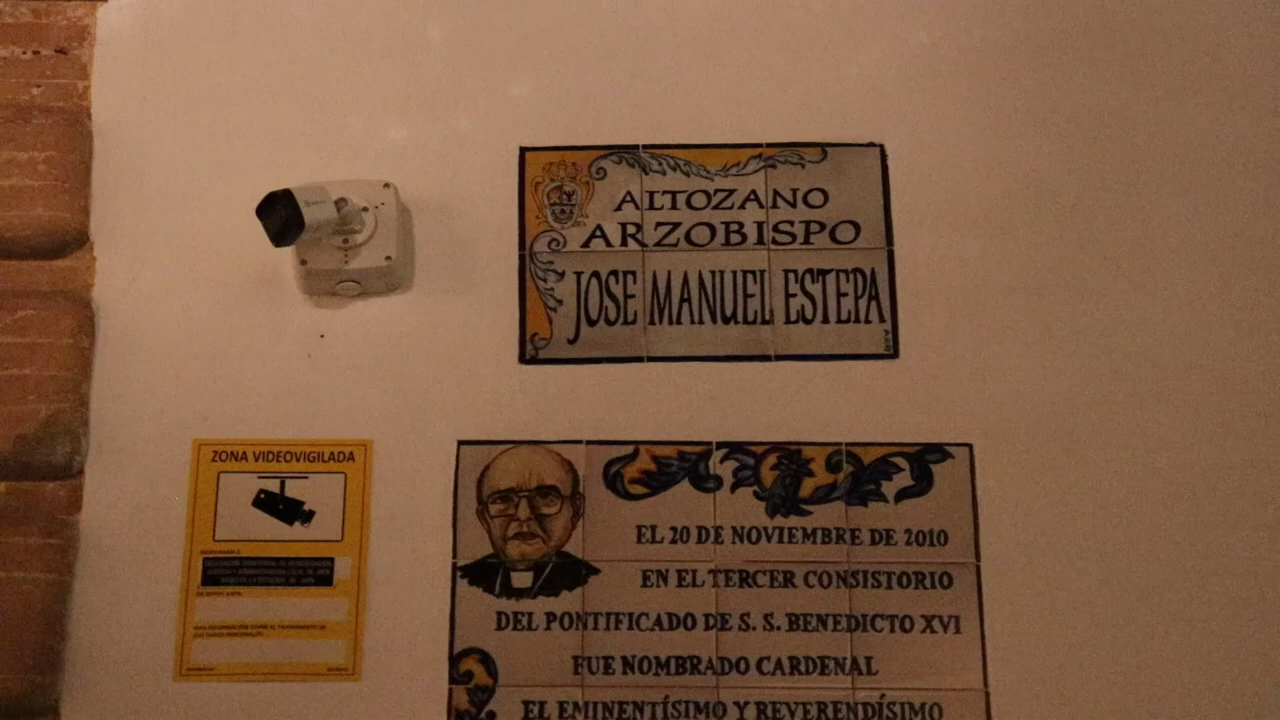 ALTOZANO
ARZOBISPO
JOSE MANUEL ESTEPA
ZONA VIDEOVIGILADA
EL 20 DE NOVIEMBRE DE 2010
EN EL TERCER CONSISTORIO
DEL PONTIFICADO DE S. S. BENEDICTO XVI
FUE NOMBRADO CARDENAL
EL EMINENTÍSIMO Y REVERENDÍSIMO